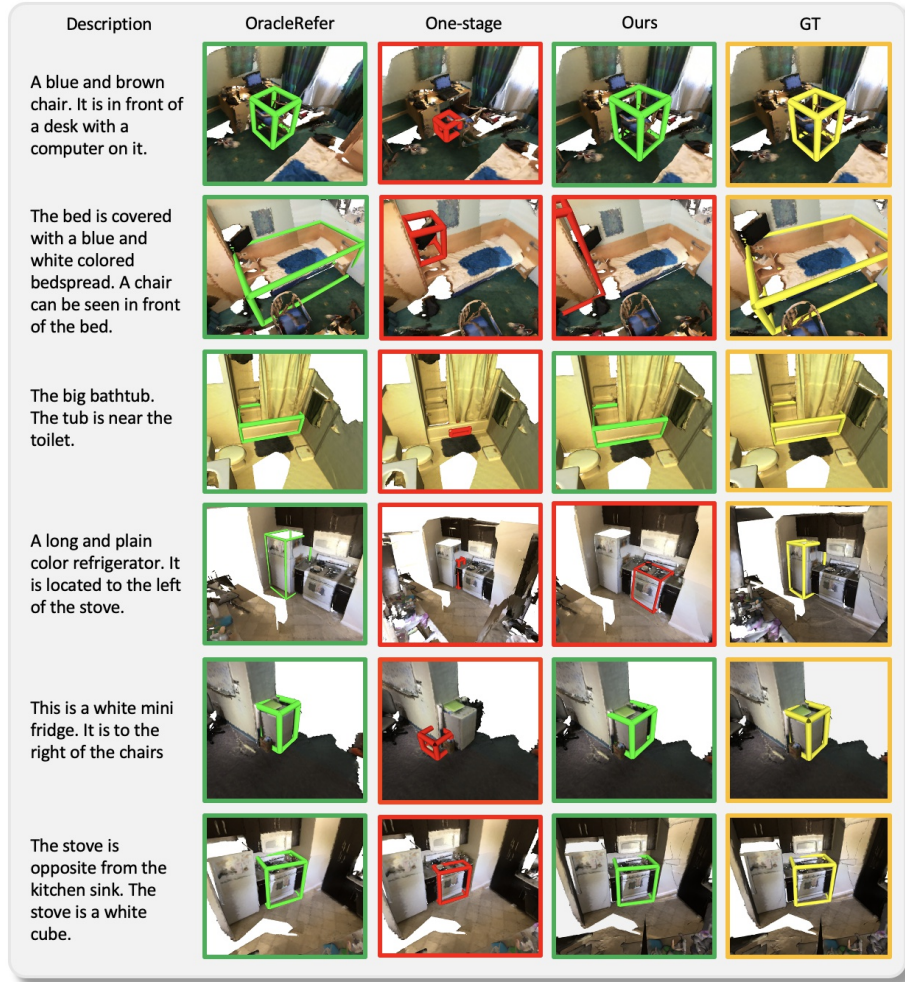 Description OracleRefer One-stage Ours GT
A blue and brown
chair. It is in front of
a desk with a
computer on it.
The bed is covered
with a blue and
white colored
bedspread. A chair
can be seen in front
of the bed.
The big bathtub.
The tub is near the
toilet.
A long and plain
color refrigerator. It
is located to the left
of the stove.
This is a white mini
fridge. It is to the
right of the chairs
The stove is
opposite from the
kitchen sink. The
stove is a white
cube.